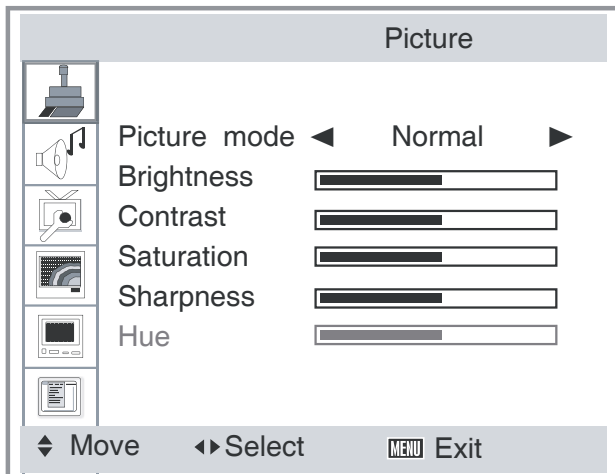 Picture
Picture mode ◀ Normal ▶
Brightness
Contrast
Saturation
Sharpness
Hue
Move Select MENU Exit